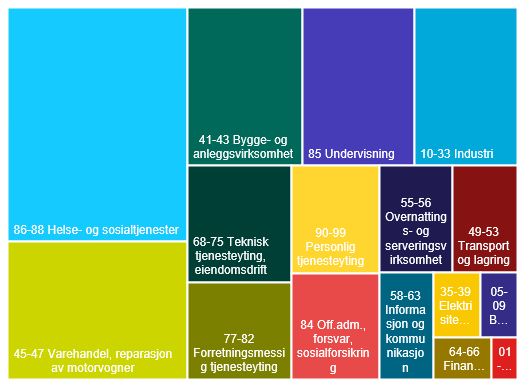 86-88 Helse- og sosialtjenester
45-47 Varehandel, reparasjon
av motorvogner
41-43 Bygge- og
anleggsvirksomhet
85 Undervisning
10-33 Industri
68-75 Teknisk
tjenesteyting,
eiendomsdrift
77-82
Forretningsmessi
g tjenesteyting
90-99
Personlig
tjenesteyting
84 Off.adm.,
forsvar,
sosialforsikring
55-56
Overnatting
s- og
serveringsv
irksomhet
49-53
Transport
og lagring
58-63
Informa
sjon og
kommu
nikasjon
35-39
Elektri
site...
05-
09
B...
64-66
Finan...
01
-...